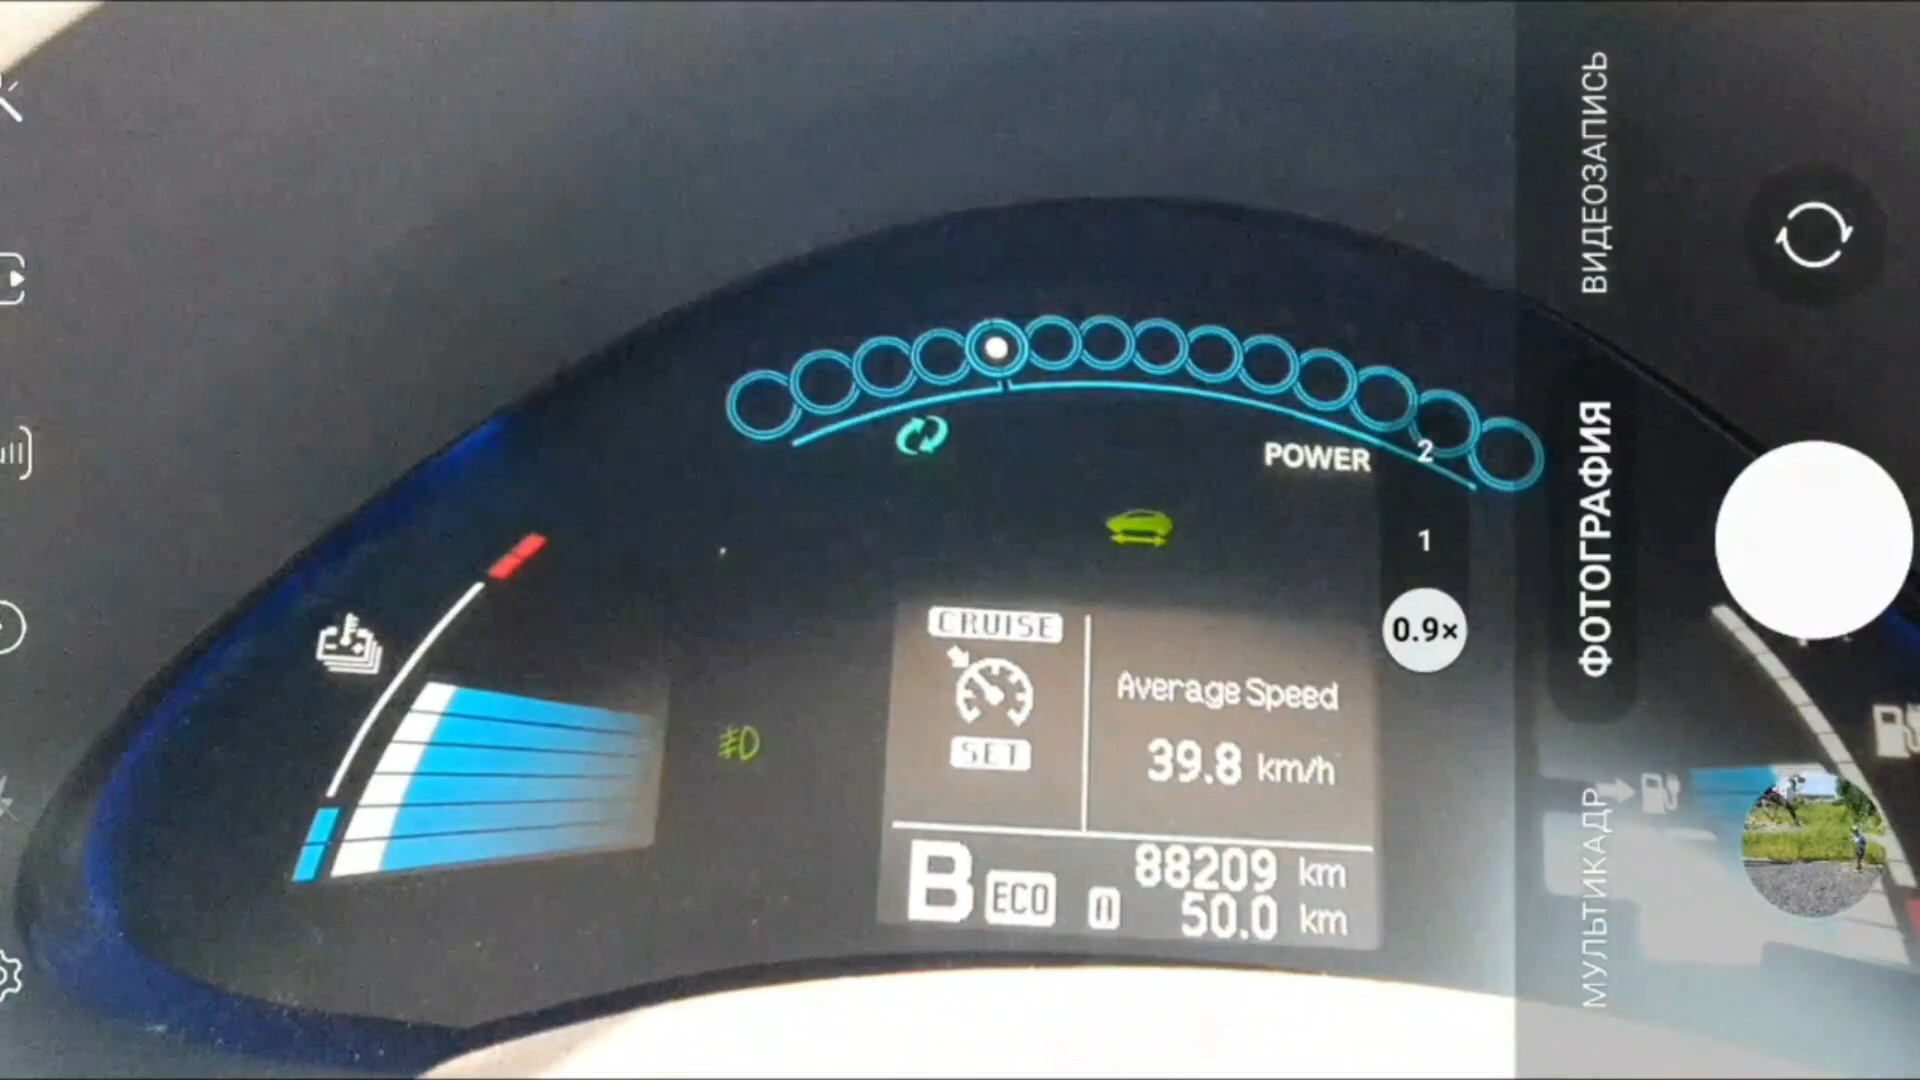 POWER
CRUISE
SET
Average Speed
39.8 km/h
B ECO
88209 km
50.0 km
2
1
0.9×
ВИДЕОЗАПИСЬ
ФОТОГРАФИЯ
МУЛЬТИКАДР